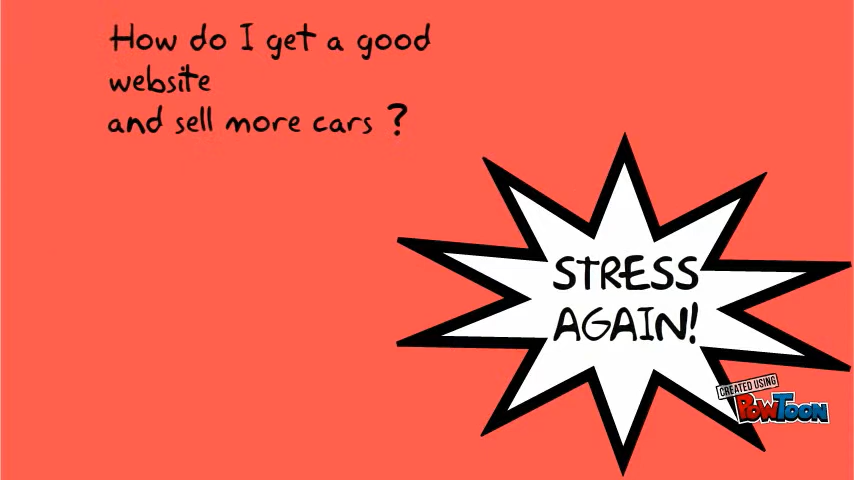 How do I get a good
website
and sell more cars ?
STRESS
AGAIN!
CREATED USING
POWTOON